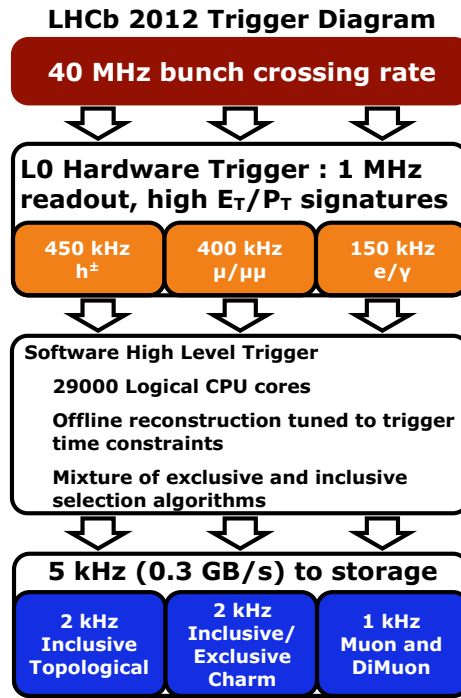 LHCb 2012 Trigger Diagram
40 MHz bunch crossing rate
L0 Hardware Trigger : 1 MHz
readout, high E_T/P_T signatures
450 kHz
h±
400 kHz
µ/µµ
150 kHz
e/γ
Software High Level Trigger
29000 Logical CPU cores
Offline reconstruction tuned to trigger
time constraints
Mixture of exclusive and inclusive
selection algorithms
5 kHz (0.3 GB/s) to storage
2 kHz
Inclusive
Topological
2 kHz
Inclusive/
Exclusive
Charm
1 kHz
Muon and
DiMuon